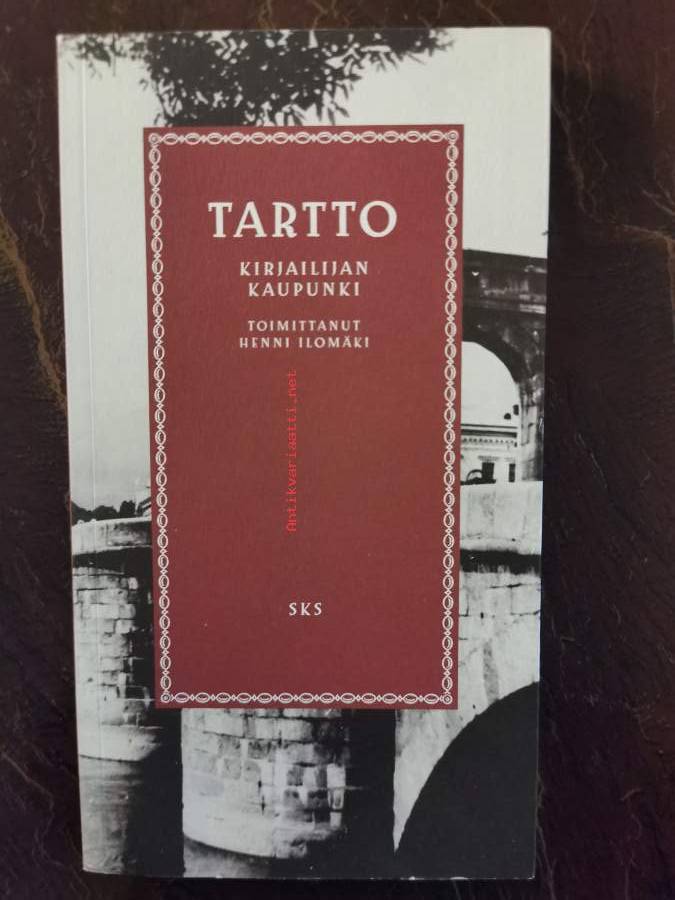 TARTTO
KIRJAILIJAN
KAUPUNKI
TOIMITTANUT
HENNI ILOMÄKI
Antikvariaatti.net
SKS